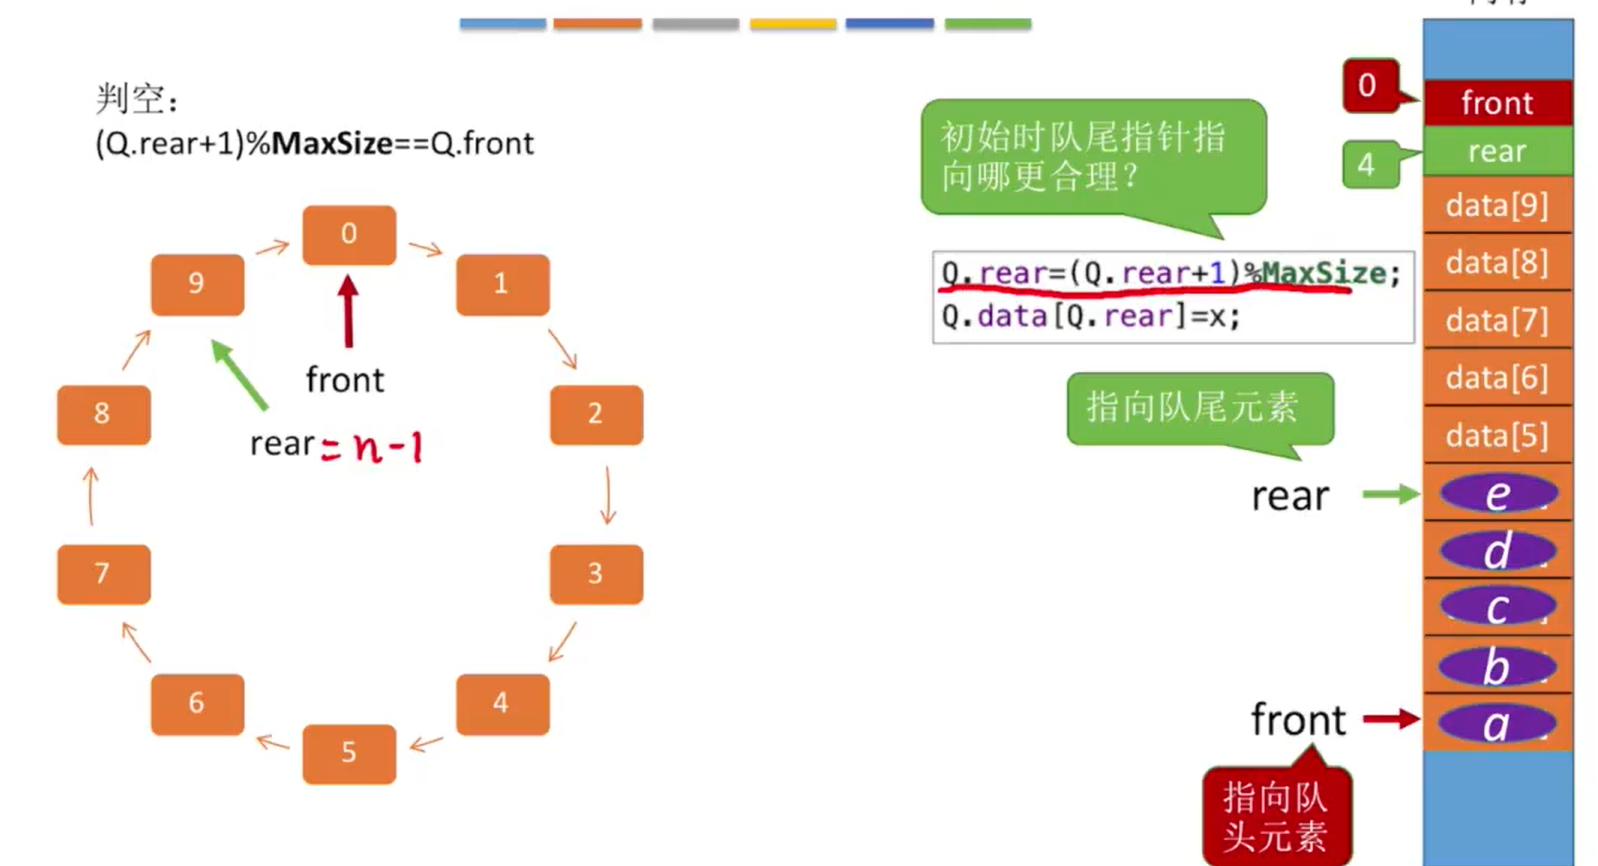 判空：
(Q.rear+1)%MaxSize==Q.front
0
1
2
3
4
5
6
7
8
9
front
rear=n-1
初始时队尾指针指
向哪更合理？
Q.rear=(Q.rear+1)%MaxSize;
Q.data[Q.rear]=x;
指向队尾元素
rear
front
指向队
头元素
0
4
front
rear
data[9]
data[8]
data[7]
data[6]
data[5]
e
d
c
b
a